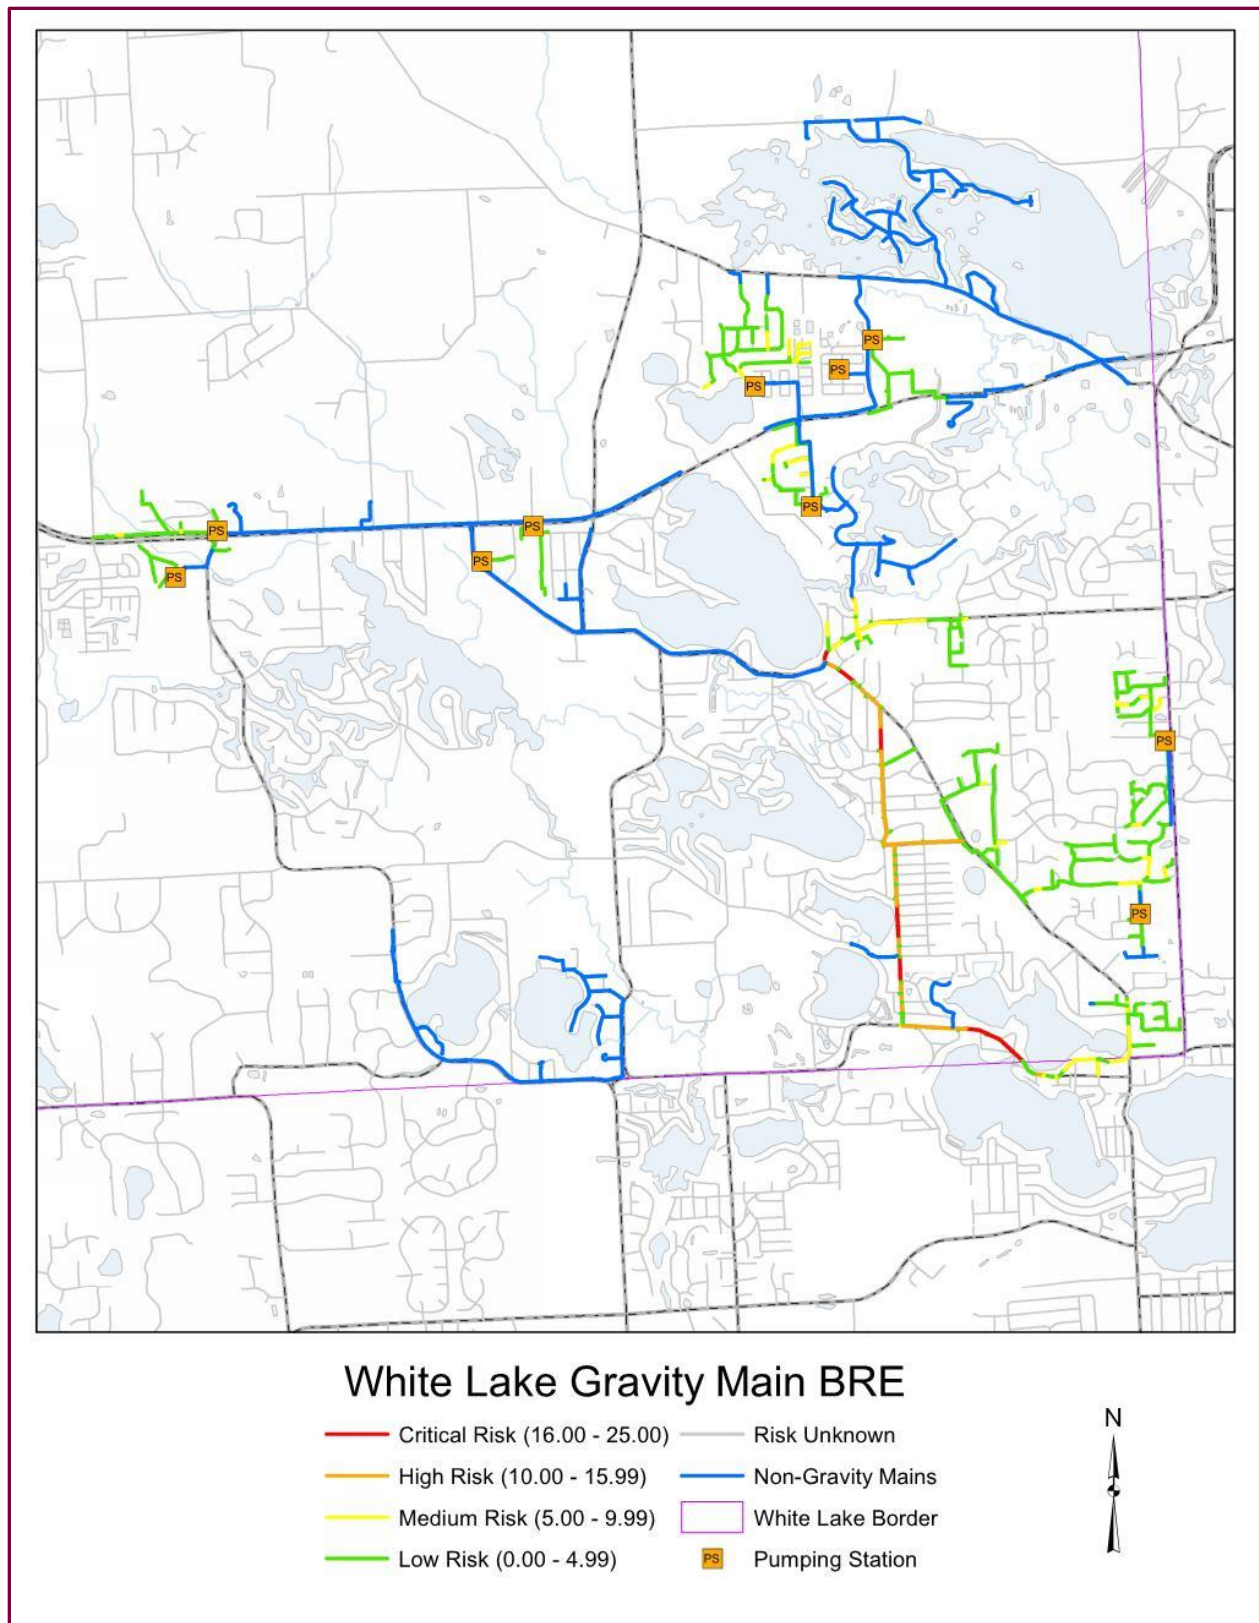 PS
PS
PS
PS
PS
PS
PS
PS
PS
PS
White Lake Gravity Main BRE
Critical Risk (16.00 - 25.00)
Risk Unknown
High Risk (10.00 - 15.99)
Non-Gravity Mains
Medium Risk (5.00 - 9.99)
White Lake Border
Low Risk (0.00 - 4.99)
PS
Pumping Station
N